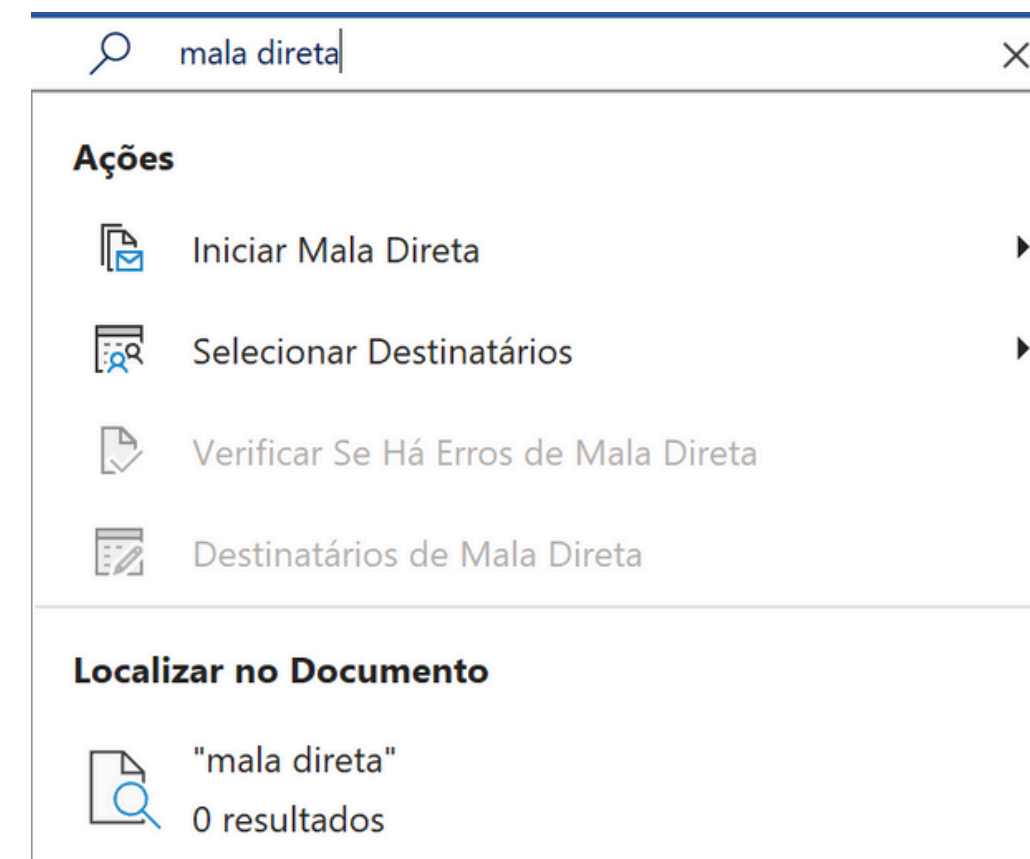 mala direta
Ações
Iniciar Mala Direta
Selecionar Destinatários
Verificar Se Há Erros de Mala Direta
Destinatários de Mala Direta
Localizar no Documento
"mala direta"
0 resultados